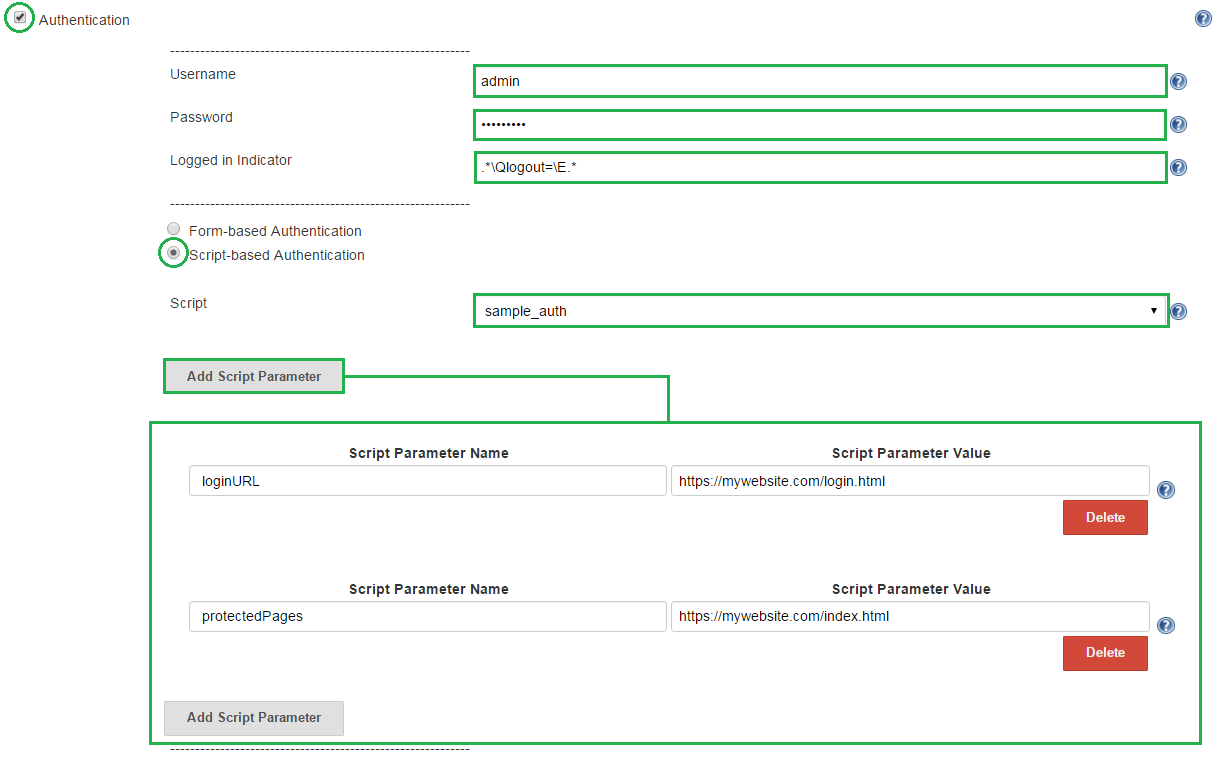 Authentication
------------------------------------------------------------
Username
admin
Password
•••••••••
Logged in Indicator
.*\Qlogout=\E.*
------------------------------------------------------------
Form-based Authentication
Script-based Authentication
Script
sample_auth
Add Script Parameter
Script Parameter Name Script Parameter Value
loginURL https://mywebsite.com/login.html
Delete
Script Parameter Name Script Parameter Value
protectedPages https://mywebsite.com/index.html
Delete
Add Script Parameter
------------------------------------------------------------